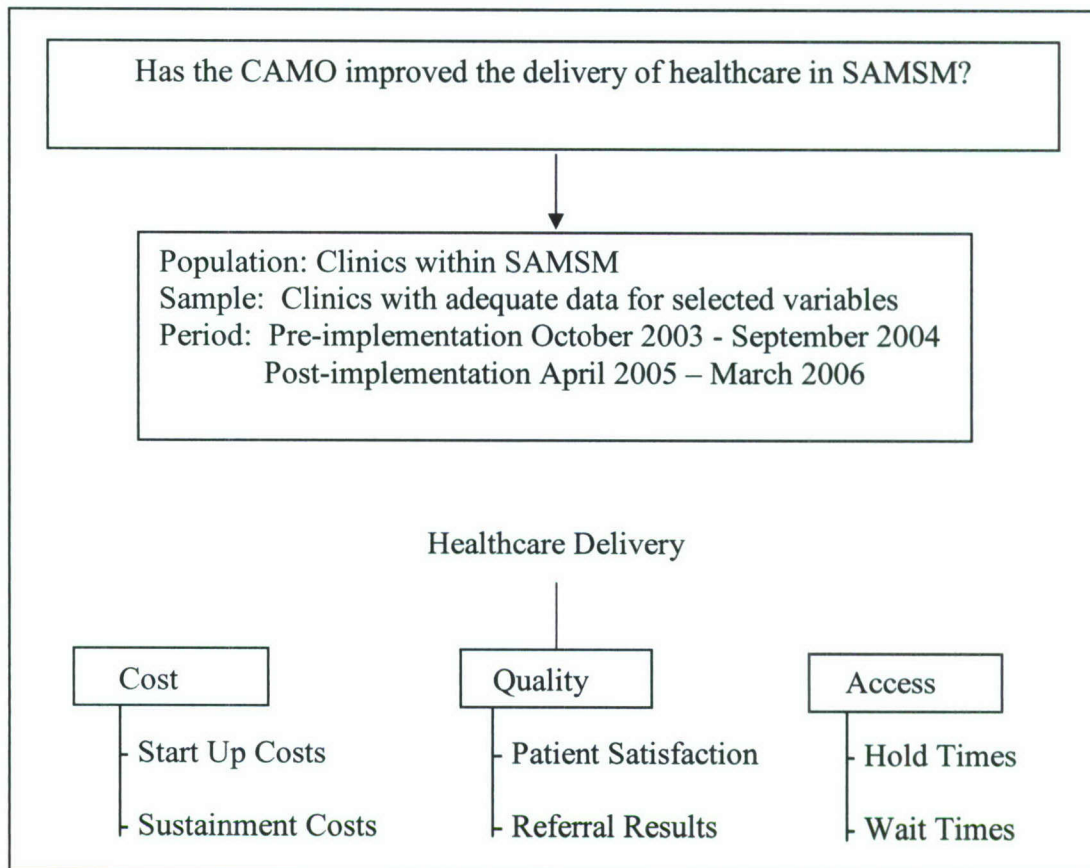 Has the CAMO improved the delivery of healthcare in SAMSM?
Population: Clinics within SAMSM
Sample: Clinics with adequate data for selected variables
Period: Pre-implementation October 2003 - September 2004
Post-implementation April 2005 – March 2006
Healthcare Delivery
Cost
- Start Up Costs
- Sustainment Costs
Quality
- Patient Satisfaction
- Referral Results
Access
- Hold Times
- Wait Times